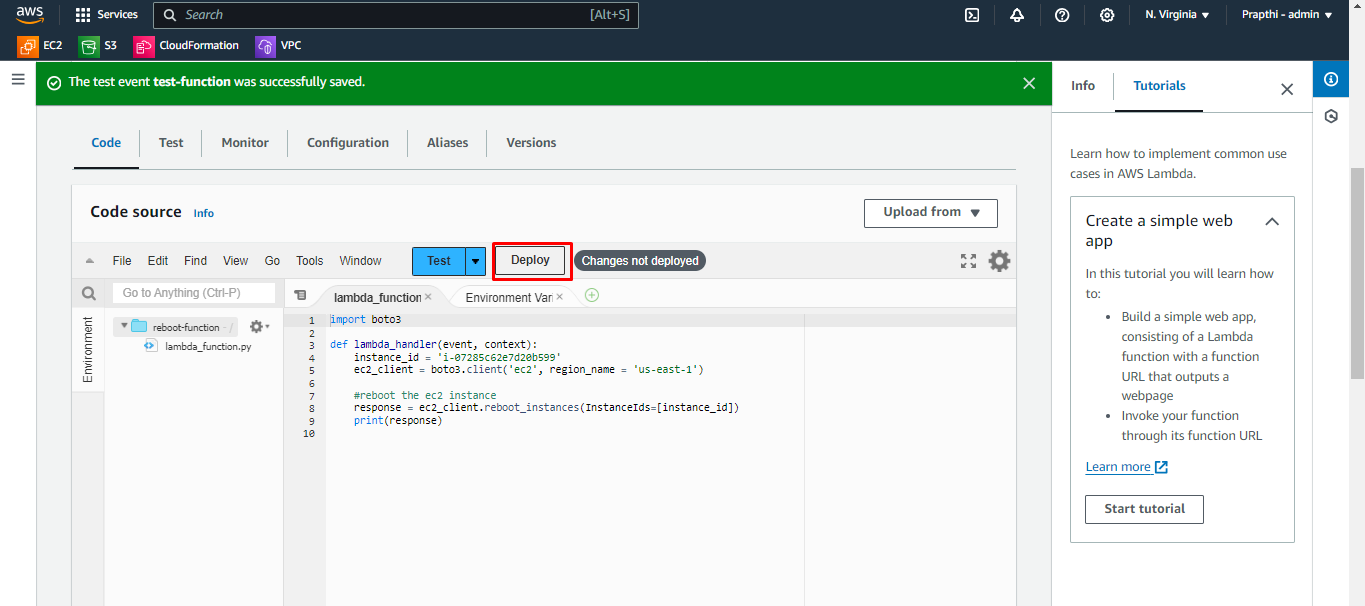 aws
Services
Search
[Alt+S]
N. Virginia
Prapthi - admin
EC2
S3
CloudFormation
VPC
The test event test-function was successfully saved.
Code
Test
Monitor
Configuration
Aliases
Versions
Code source
Info
Upload from
File
Edit
Find
View
Go
Tools
Window
Test
Deploy
Changes not deployed
Go to Anything (Ctrl-P)
Environment
reboot-function - /
lambda_function.py
lambda_function
Environment Var
1 import boto3
2
3 def lambda_handler(event, context):
4 instance_id = 'i-07285c62e7d20b599'
5 ec2_client = boto3.client('ec2', region_name = 'us-east-1')
6
7 #reboot the ec2 instance
8 response = ec2_client.reboot_instances(InstanceIds=[instance_id])
9 print(response)
10
Info
Tutorials
Learn how to implement common use
cases in AWS Lambda.
Create a simple web
app
In this tutorial you will learn how
to:
• Build a simple web app,
consisting of a Lambda
function with a function
URL that outputs a
webpage
• Invoke your function
through its function URL
Learn more
Start tutorial